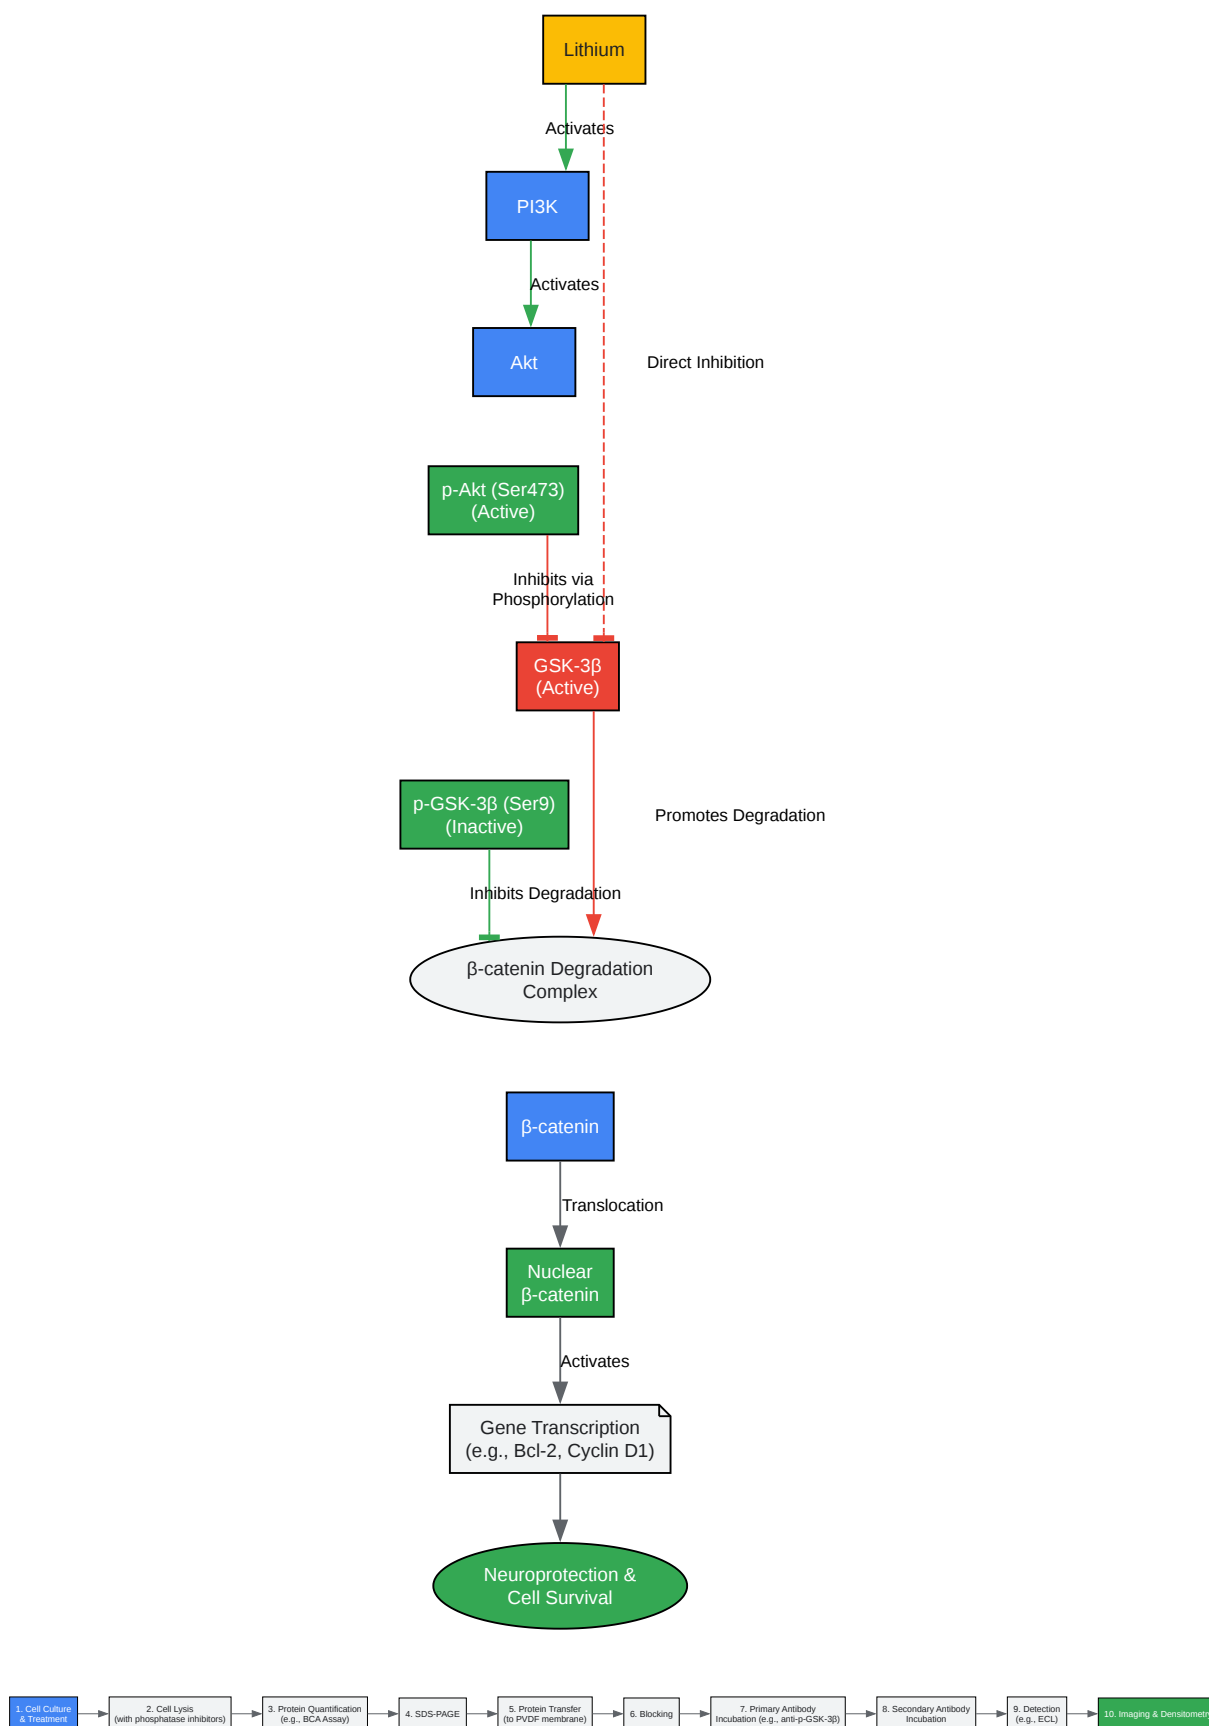 Lithium
Activates
PI3K
Activates
Akt
Direct Inhibition
p-Akt (Ser473)
(Active)
Inhibits via
Phosphorylation
GSK-3β
(Active)
p-GSK-3β (Ser9)
(Inactive)
Promotes Degradation
Inhibits Degradation
β-catenin Degradation
Complex
β-catenin
Translocation
Nuclear
β-catenin
Activates
Gene Transcription
(e.g., Bcl-2, Cyclin D1)
Neuroprotection &
Cell Survival
1. Cell Culture
& Treatment
2. Cell Lysis
(with phosphatase inhibitors)
3. Protein Quantification
(e.g., BCA Assay)
4. SDS-PAGE
5. Protein Transfer
(to PVDF membrane)
6. Blocking
7. Primary Antibody
Incubation (e.g., anti-p-GSK-3β)
8. Secondary Antibody
Incubation
9. Detection
(e.g., ECL)
10. Imaging & Densitometry